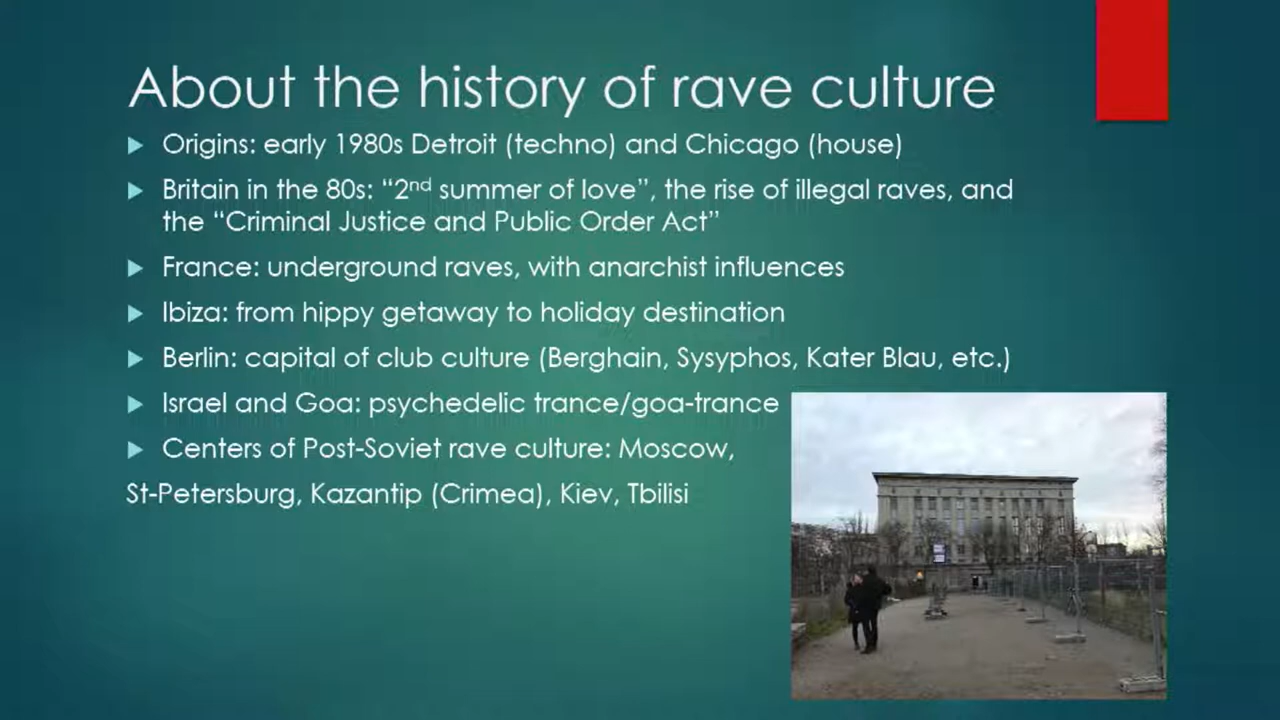 About the history of rave culture
Origins: early 1980s Detroit (techno) and Chicago (house)
Britain in the 80s: “2nd summer of love”, the rise of illegal raves, and
the “Criminal Justice and Public Order Act”
France: underground raves, with anarchist influences
Ibiza: from hippy getaway to holiday destination
Berlin: capital of club culture (Berghain, Sysyphos, Kater Blau, etc.)
Israel and Goa: psychedelic trance/goa-trance
Centers of Post-Soviet rave culture: Moscow,
St-Petersburg, Kazantip (Crimea), Kiev, Tbilisi